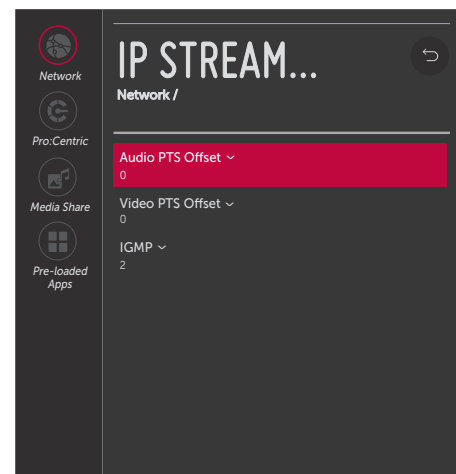 Network
Pro:Centric
Media Share
Pre-loaded
Apps
IP STREAM...
Network /
Audio PTS Offset
0
Video PTS Offset
0
IGMP
2